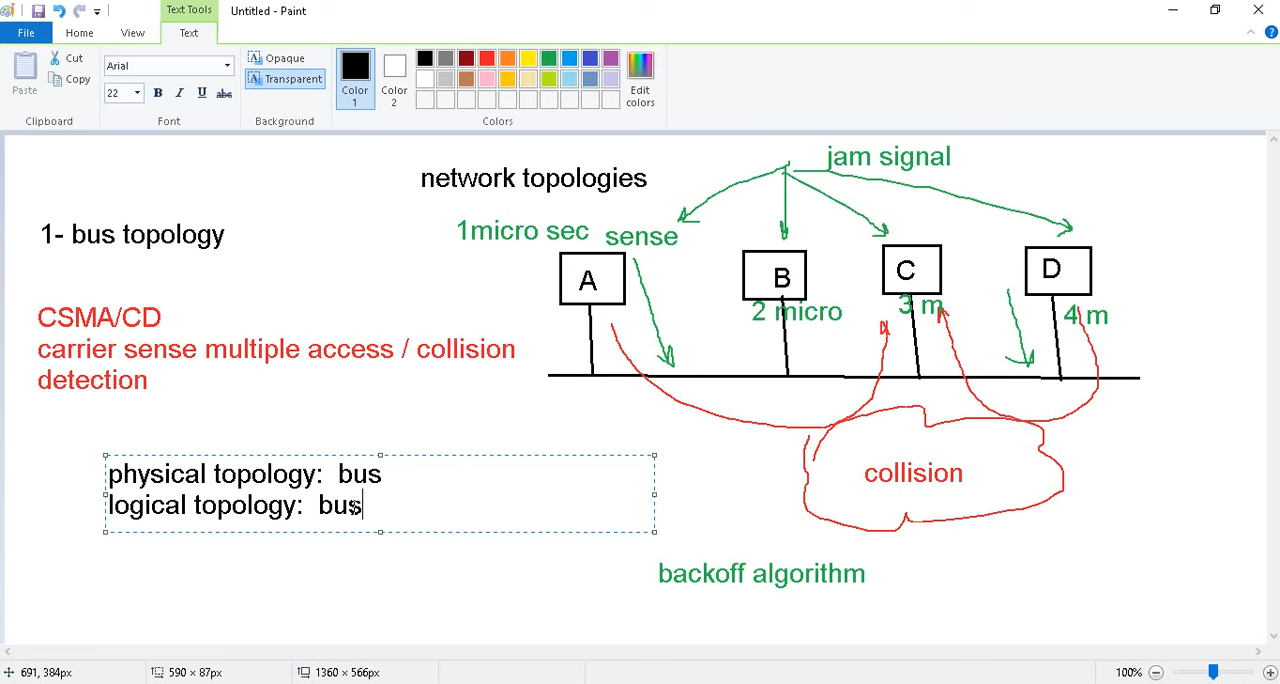 Text Tools
Untitled - Paint
File
Home
View
Text
Paste
Cut
Copy
Clipboard
Arial
22
B I U abc
Font
Opaque
Transparent
Background
Color 1
Color 2
Edit colors
Colors
network topologies
jam signal
1- bus topology
1micro sec
sense
A
B
C
D
2 micro
3 m
4 m
CSMA/CD
carrier sense multiple access / collision
detection
physical topology: bus
logical topology: bus
collision
backoff algorithm
691, 384px
590 × 87px
1360 × 566px
100%